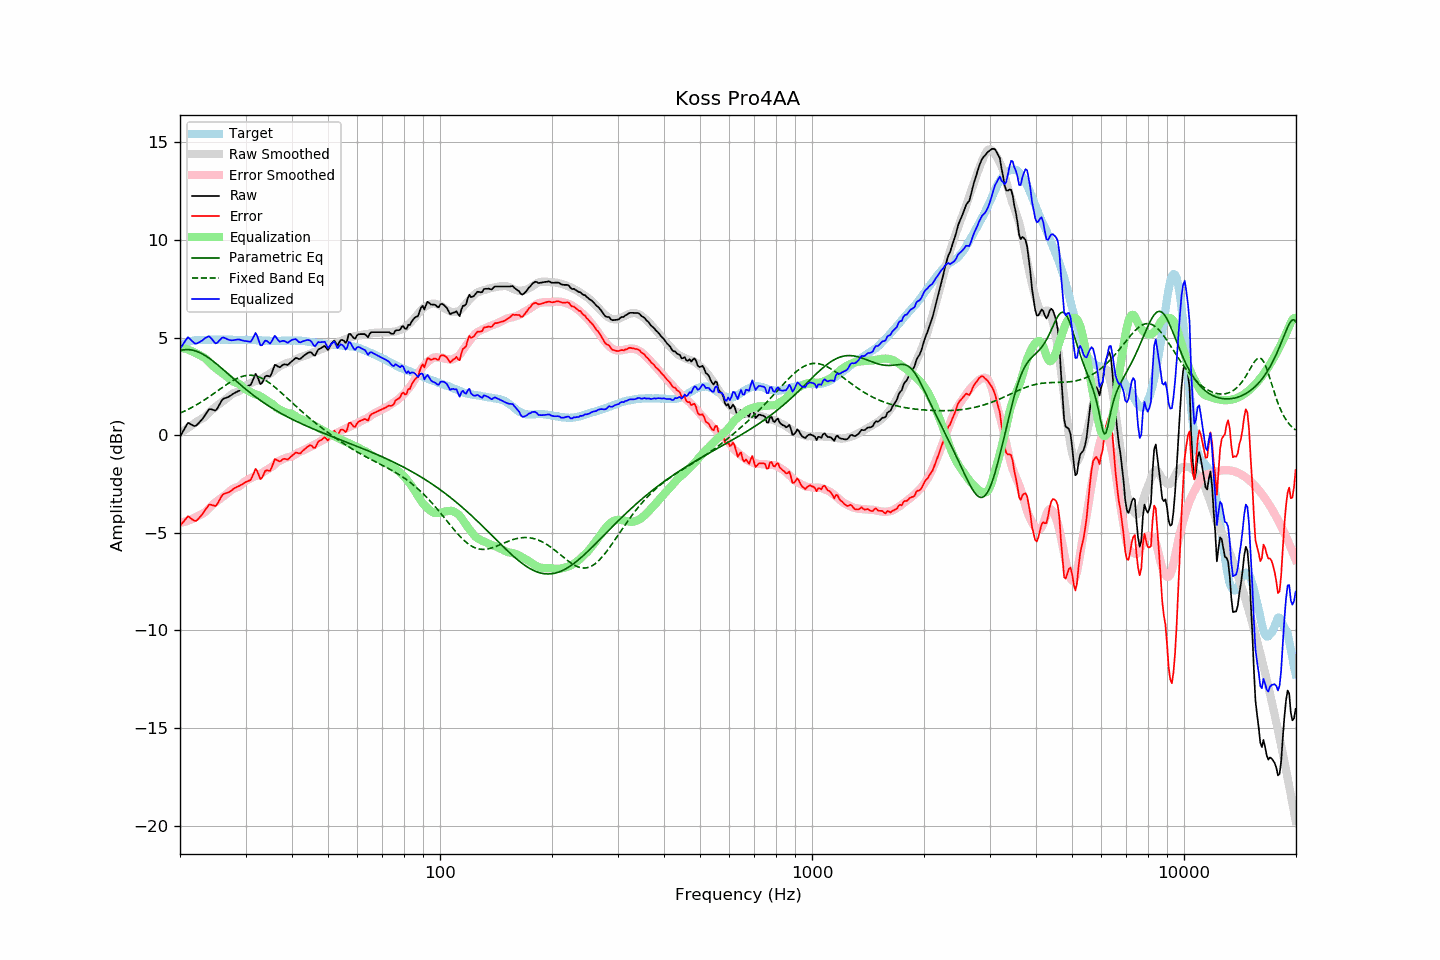 Koss Pro4AA
Target
Raw Smoothed
Error Smoothed
Raw
Error
Equalization
Parametric Eq
Fixed Band Eq
Equalized
15
10
5
0
−5
−10
−15
−20
Amplitude (dBr)
100
1000
10000
Frequency (Hz)